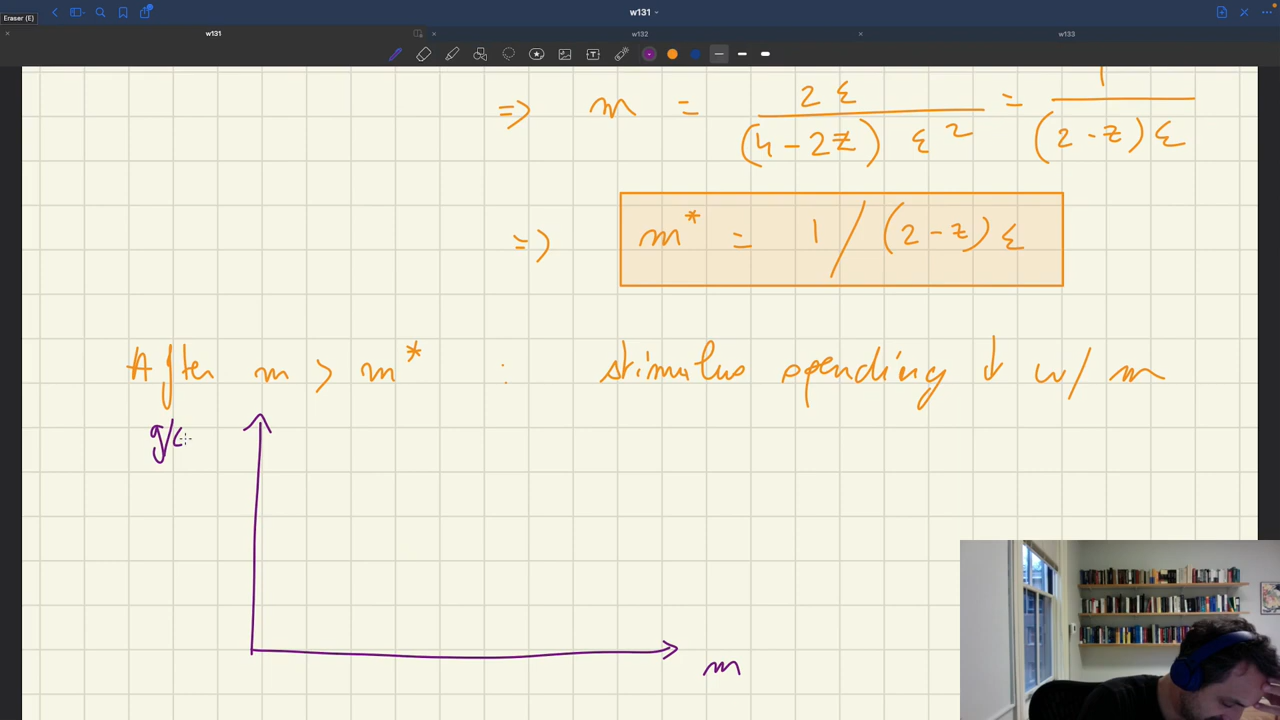 Eraser (E)
w131
w131 w132 w133
=> m = 2ε / (4-2z) ε² = 1 / (2-z) ε
=> m* = 1 / (2-z) ε
After m > m* : stimulus spending ↓ w/ m
g/c
m